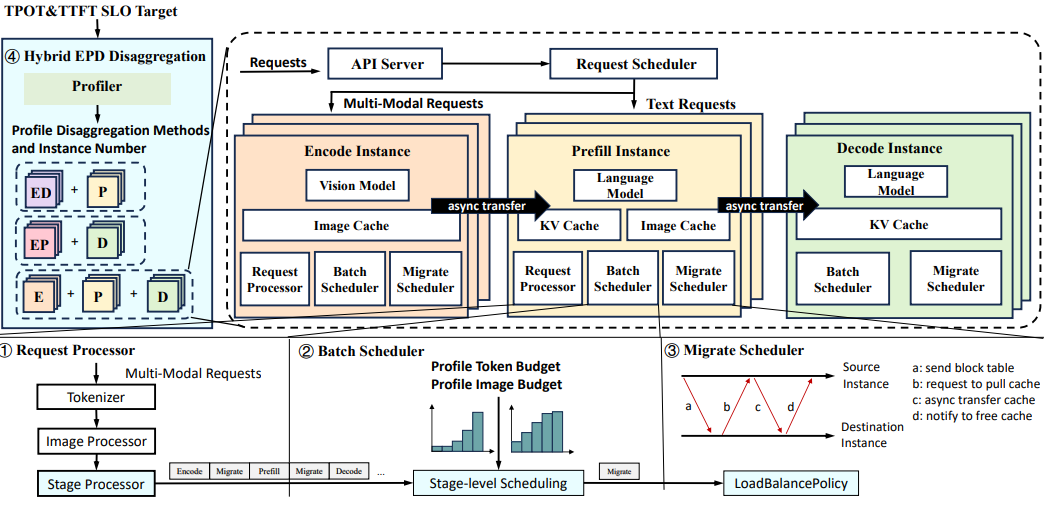 TPOT&TTFT SLO Target
④ Hybrid EPD Disaggregation
Profiler
Profile Disaggregation Methods
and Instance Number
ED + P
EP + D
E + P + D
Requests
API Server
Request Scheduler
Multi-Modal Requests
Text Requests
Encode Instance
Vision Model
Image Cache
Request
Processor
Batch
Scheduler
Migrate
Scheduler
async transfer
Prefill Instance
Language
Model
KV Cache
Image Cache
Request
Processor
Batch
Scheduler
Migrate
Scheduler
async transfer
Decode Instance
Language
Model
KV Cache
Batch
Scheduler
Migrate
Scheduler
① Request Processor
Multi-Modal Requests
Tokenizer
Image Processor
Stage Processor
Encode Migrate Prefill Migrate Decode ...
② Batch Scheduler
Profile Token Budget
Profile Image Budget
Stage-level Scheduling
Migrate
③ Migrate Scheduler
Source
Instance
a b c d
Destination
Instance
a: send block table
b: request to pull cache
c: async transfer cache
d: notify to free cache
LoadBalancePolicy